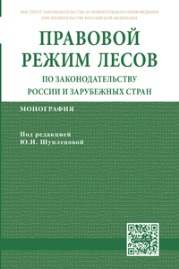 ИНСТИТУТ ЗАКОНОДАТЕЛЬСТВА И СРАВНИТЕЛЬНОГО ПРАВОВЕДЕНИЯ
ПРИ ПРАВИТЕЛЬСТВЕ РОССИЙСКОЙ ФЕДЕРАЦИИ
ПРАВОВОЙ
РЕЖИМ ЛЕСОВ
ПО ЗАКОНОДАТЕЛЬСТВУ
РОССИИ И ЗАРУБЕЖНЫХ СТРАН
МОНОГРАФИЯ
Под редакцией
Ю.И. Шуплецовой